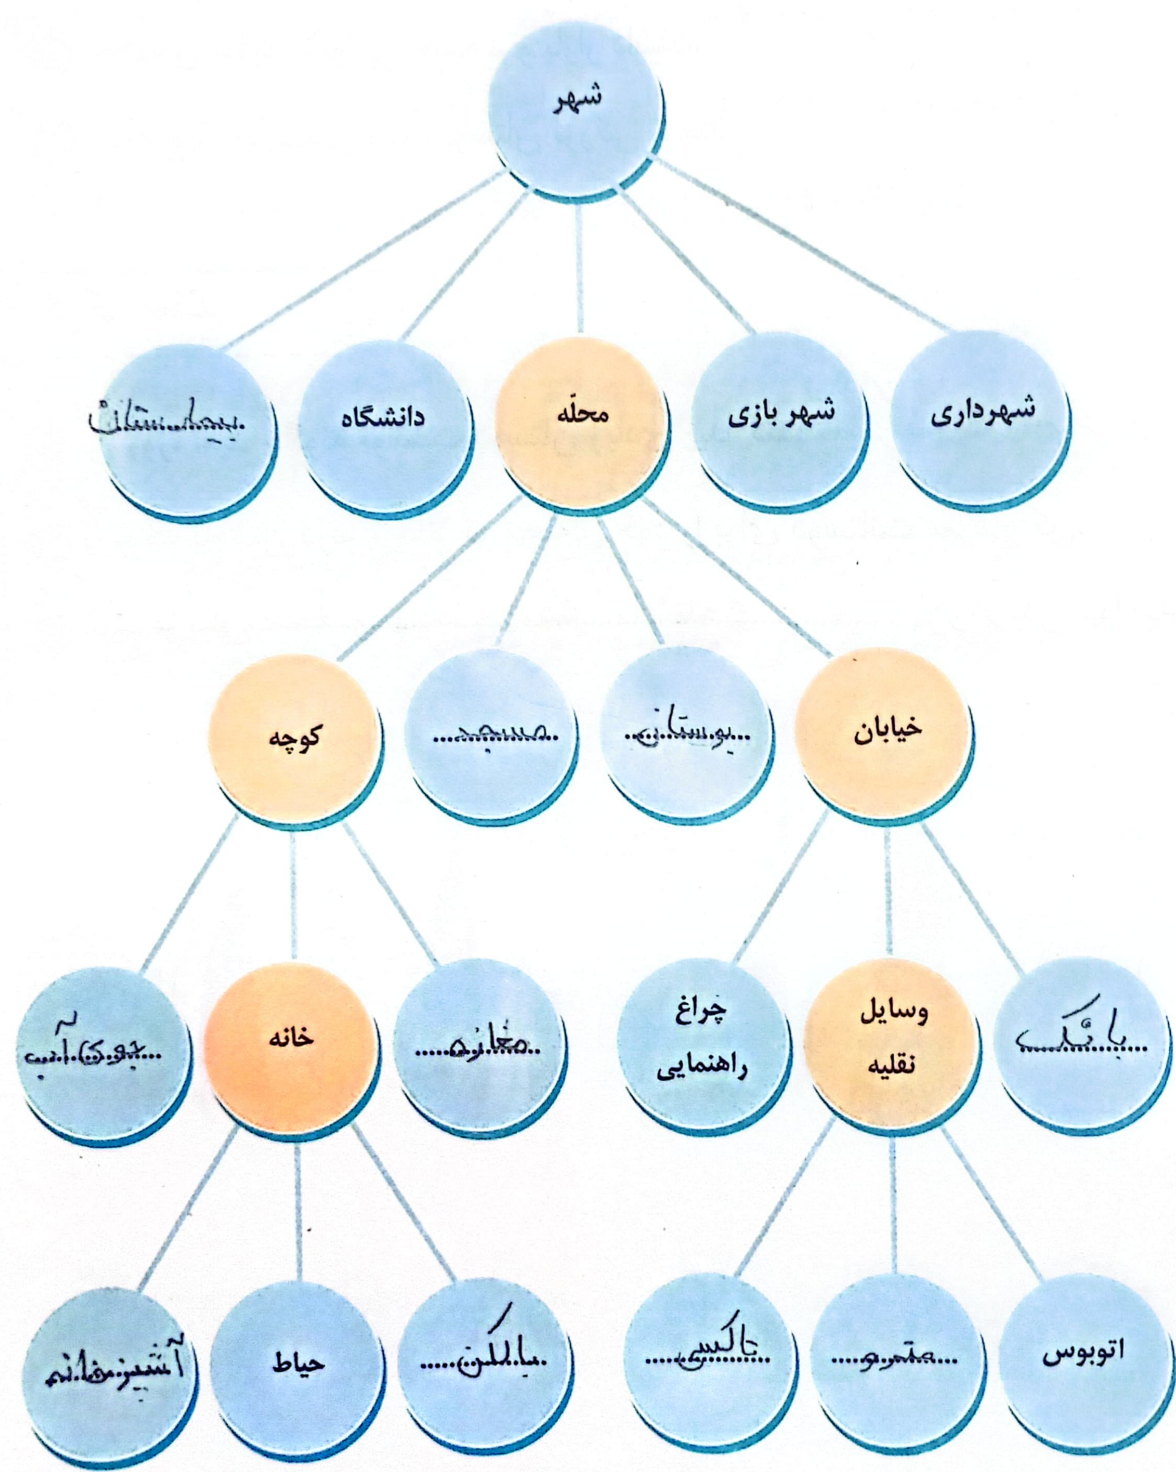 شهر
شهرداری
شهر بازی
محلّه
دانشگاه
بیمارستان
خیابان
بوستان
مسجد
کوچه
بانک
وسایل
نقلیه
چراغ
راهنمایی
مغازه
خانه
جوی آب
اتوبوس
مترو
تاکسی
بالکن
حیاط
آشپزخانه